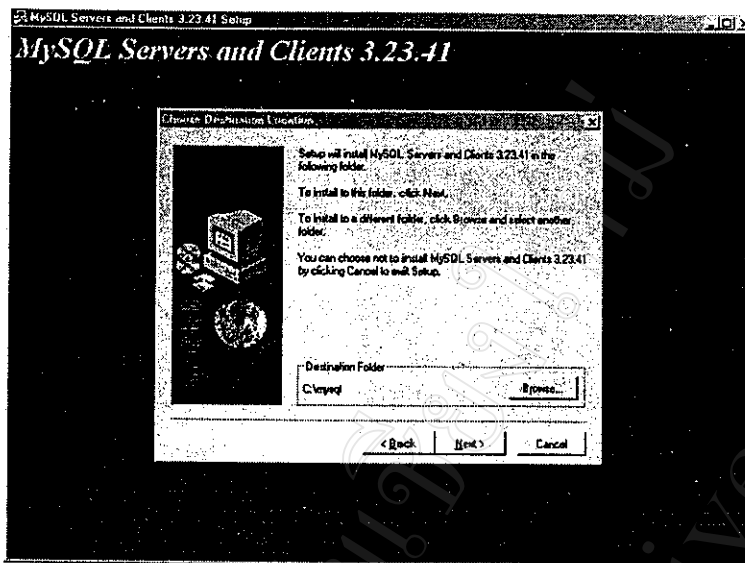 MySQL Servers and Clients 3.23.41 Setup
MySQL Servers and Clients 3.23.41
Choose Destination Location
Setup will install MySQL Servers and Clients 3.23.41 in the
following folder.
To install to this folder, click Next.
To install to a different folder, click Browse and select another
folder.
You can choose not to install MySQL Servers and Clients 3.23.41
by clicking Cancel to exit Setup.
Destination Folder
C:\mysql
Browse...
< Back
Next >
Cancel